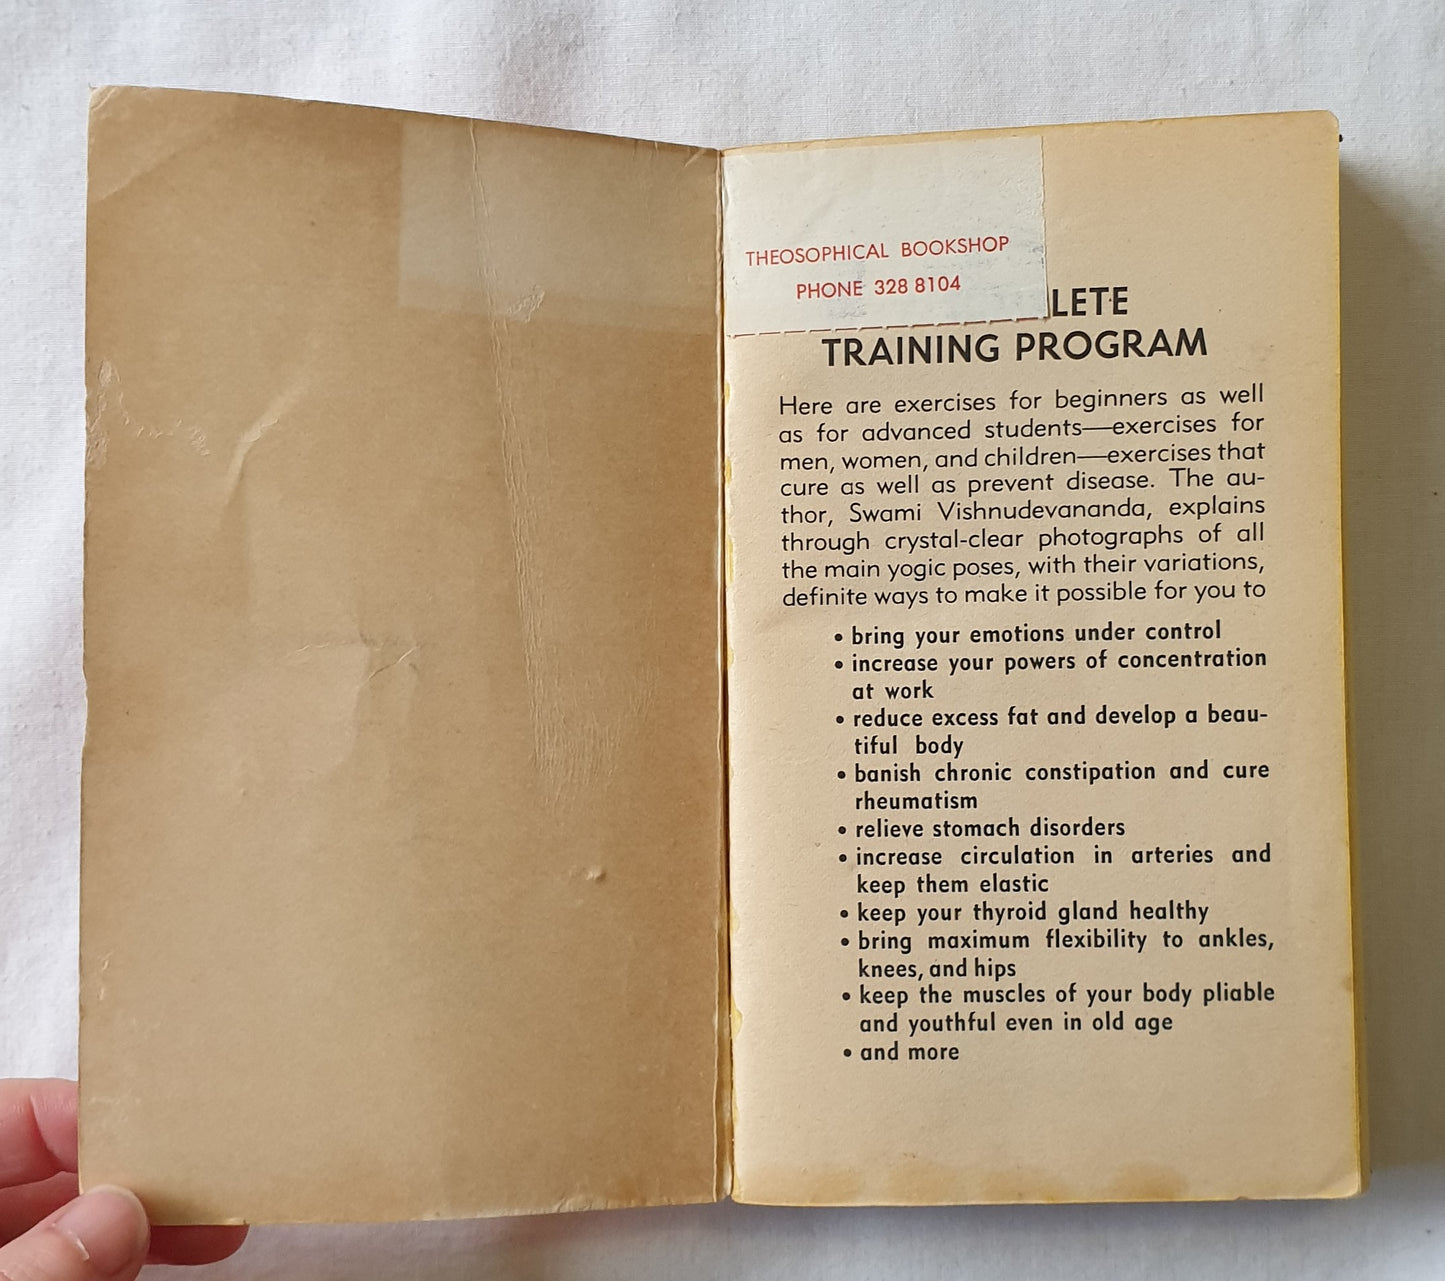 THEOSOPHICAL BOOKSHOP
PHONE 328 8104
LETE
TRAINING PROGRAM
Here are exercises for beginners as well
as for advanced students—exercises for
men, women, and children—exercises that
cure as well as prevent disease. The au-
thor, Swami Vishnudevananda, explains
through crystal-clear photographs of all
the main yogic poses, with their variations,
definite ways to make it possible for you to
• bring your emotions under control
• increase your powers of concentration
at work
• reduce excess fat and develop a beau-
tiful body
• banish chronic constipation and cure
rheumatism
• relieve stomach disorders
• increase circulation in arteries and
keep them elastic
• keep your thyroid gland healthy
• bring maximum flexibility to ankles,
knees, and hips
• keep the muscles of your body pliable
and youthful even in old age
• and more